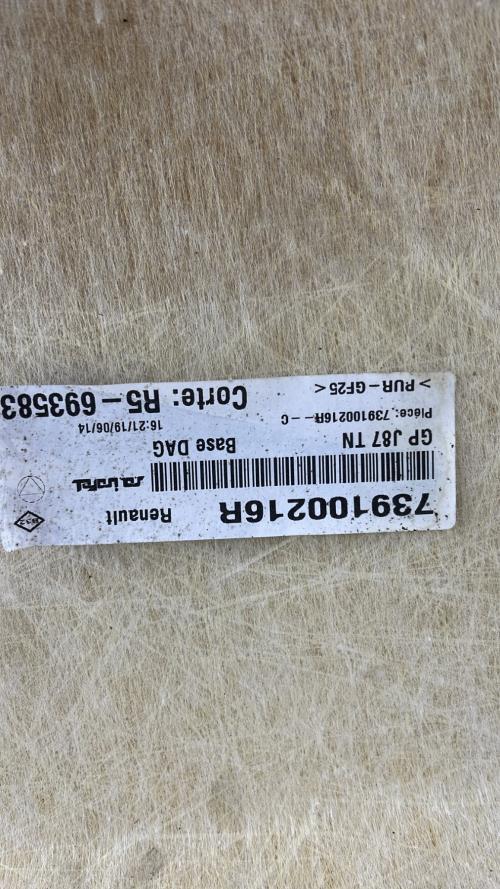 739100216R Renault
GP J87 TN Base DAG
Pièce: 739100216R--C 16:21/19/06/14
> PUR-GF25 < Corte: R5-693583